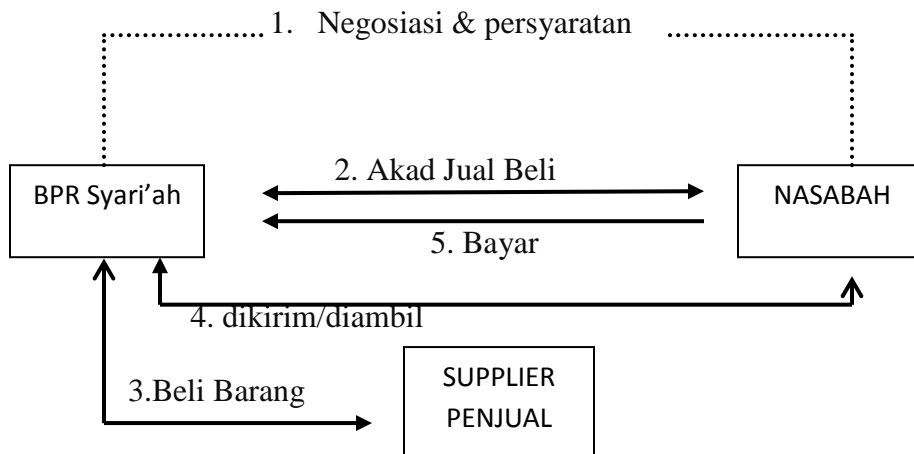 1. Negosiasi & persyaratan
BPR Syari’ah
2. Akad Jual Beli
NASABAH
5. Bayar
4. dikirim/diambil
3.Beli Barang
SUPPLIER
PENJUAL